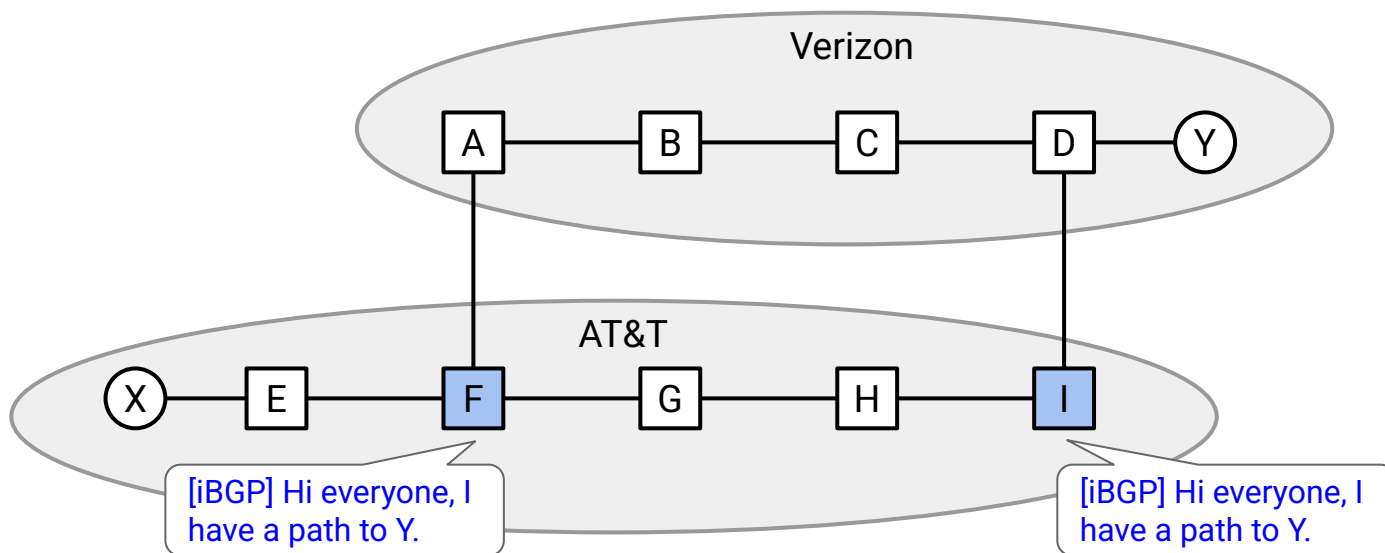 Verizon
A
B
C
D
Y
AT&T
X
E
F
G
H
I
[iBGP] Hi everyone, I
have a path to Y.
[iBGP] Hi everyone, I
have a path to Y.